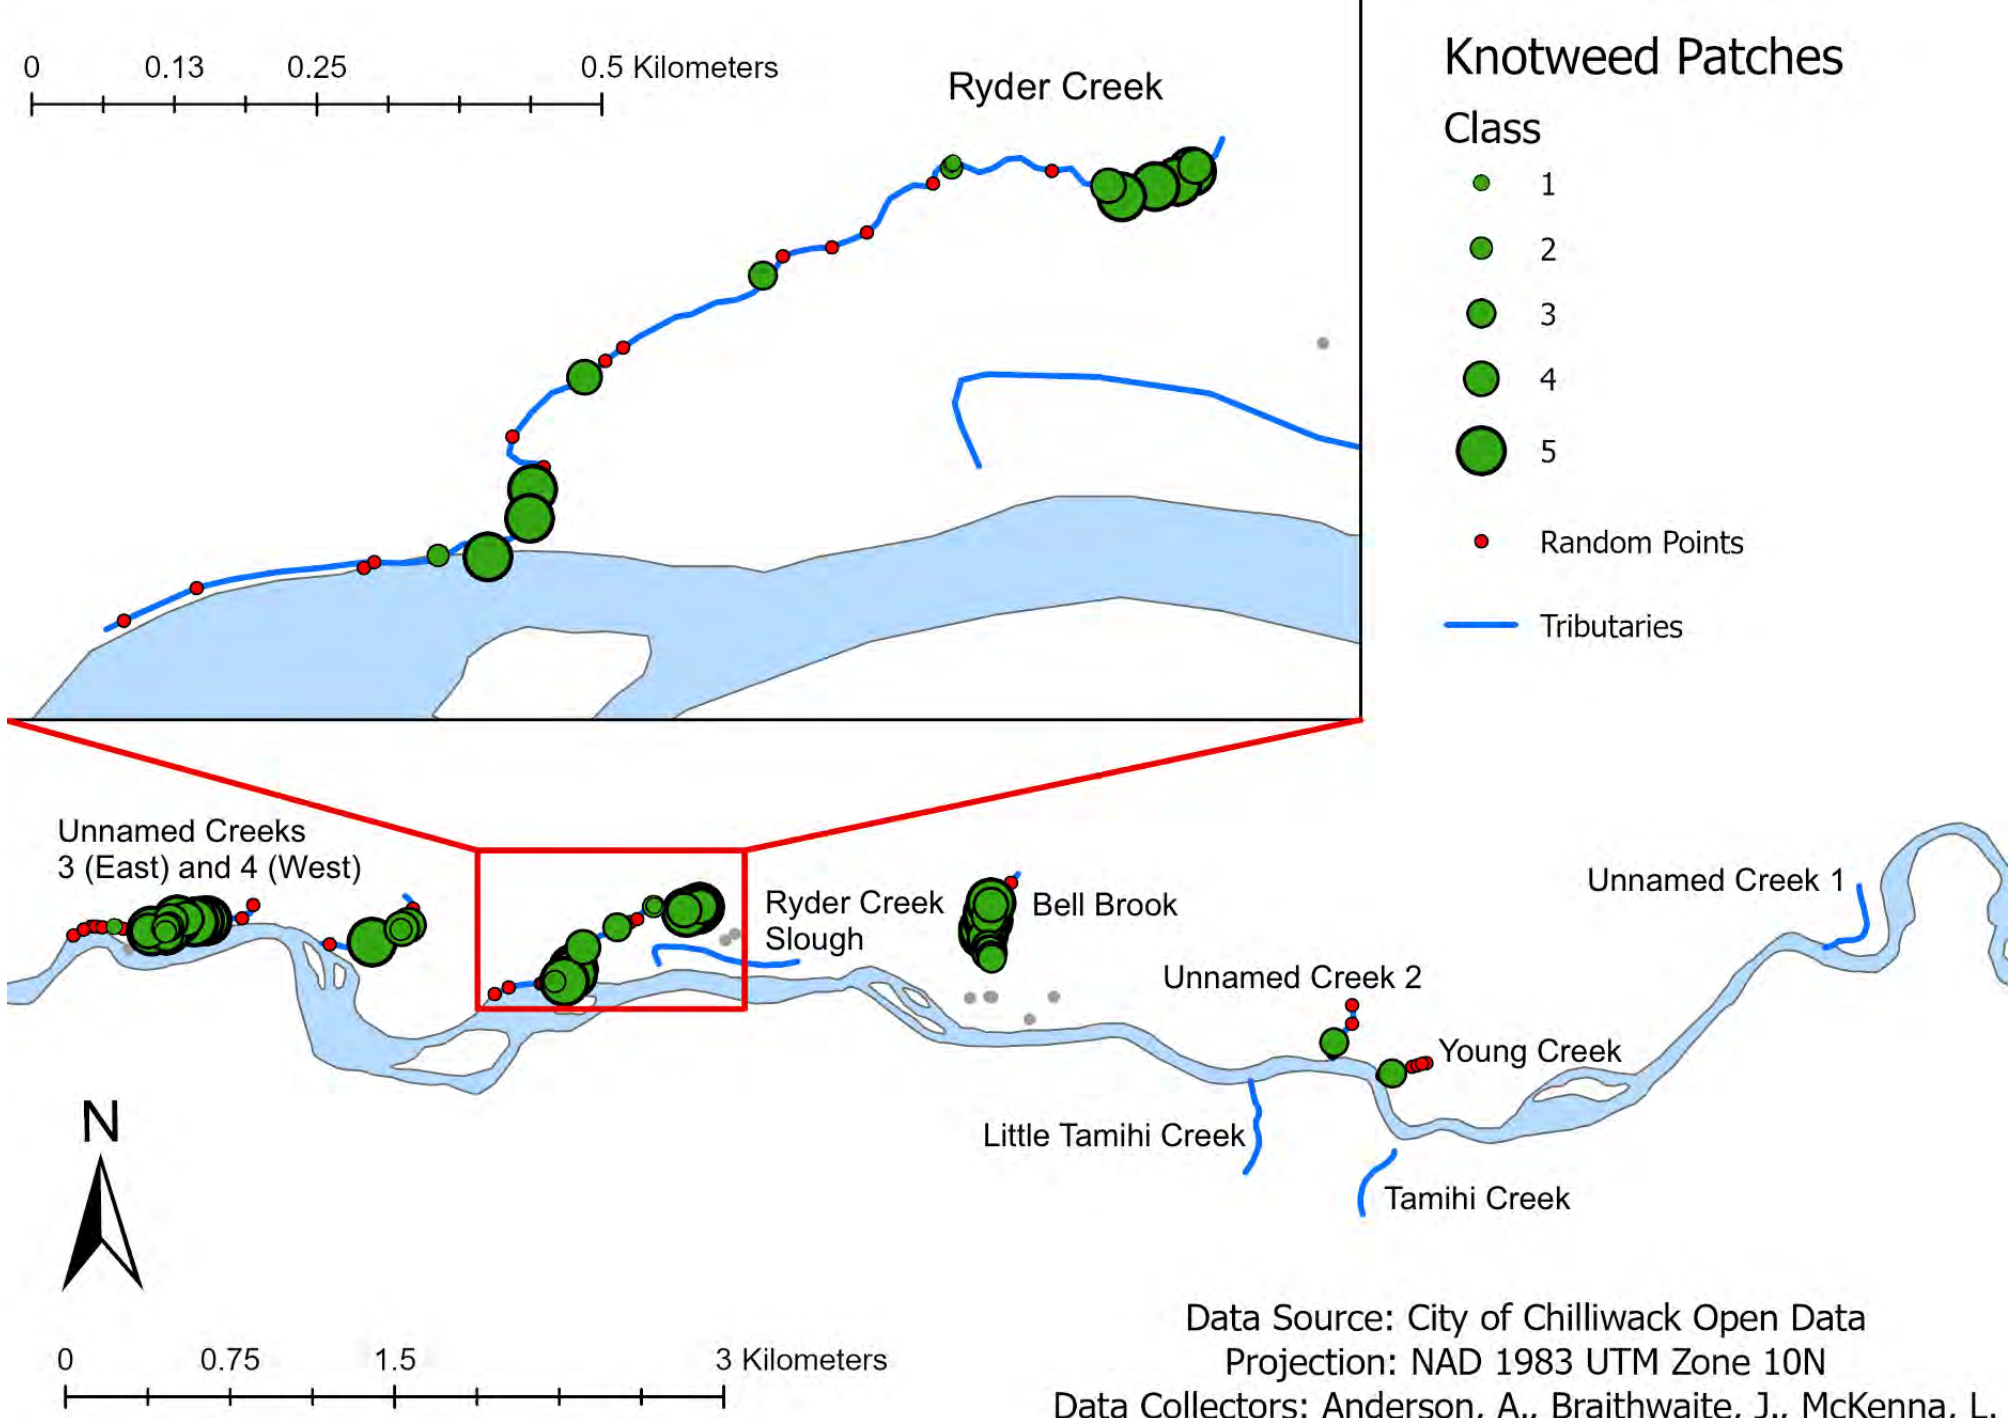 0 0.13 0.25 0.5 Kilometers
Ryder Creek
Knotweed Patches
Class
1
2
3
4
5
Random Points
Tributaries
Unnamed Creeks
3 (East) and 4 (West)
Ryder Creek
Slough
Bell Brook
Unnamed Creek 1
Unnamed Creek 2
Young Creek
Little Tamihi Creek
Tamihi Creek
N
0 0.75 1.5 3 Kilometers
Data Source: City of Chilliwack Open Data
Projection: NAD 1983 UTM Zone 10N
Data Collectors: Anderson, A., Braithwaite, J., McKenna, L.